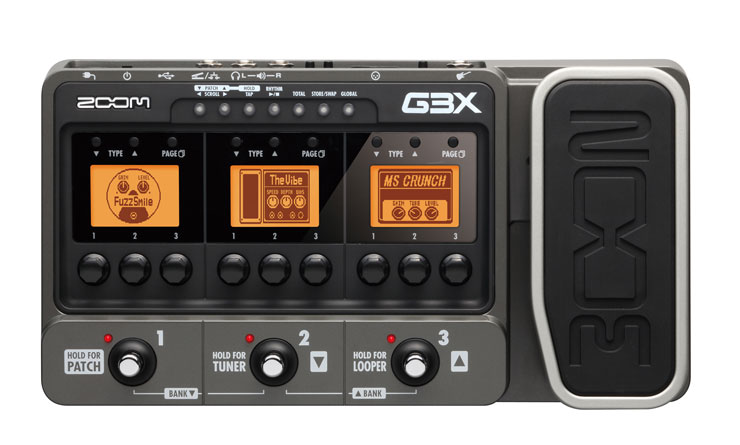 L R
▼ PATCH ▲ HOLD RHYTHM
◀ SCROLL ▶ TAP ▶/■ TOTAL STORE/SWAP GLOBAL
ZOOM
G3X
▼ TYPE ▲ PAGE
▼ TYPE ▲ PAGE
▼ TYPE ▲ PAGE
GAIN LEVEL
FuzzSmile
The Vibe
SPEED DEPTH BIAS
MS CRUNCH
GAIN TONE LEVEL
1 2 3
1 2 3
1 2 3
1
HOLD FOR
PATCH
2
HOLD FOR
TUNER
▼
3
HOLD FOR
LOOPER
▲
BANK ▼
▲ BANK
ZOOM